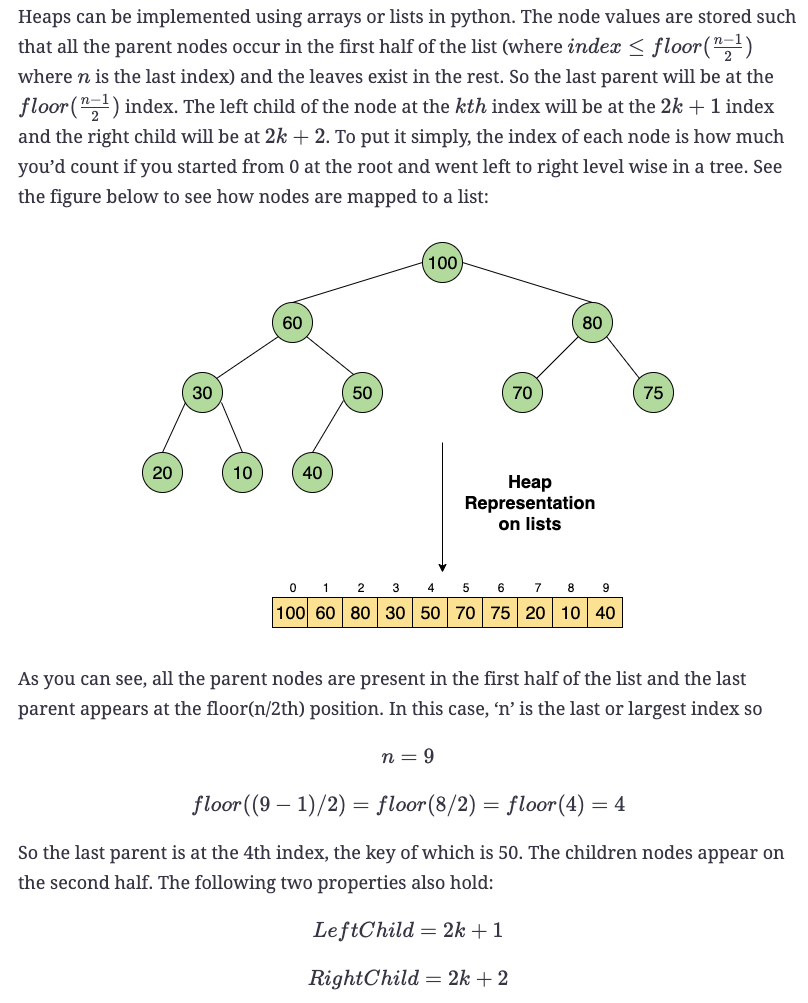 Heaps can be implemented using arrays or lists in python. The node values are stored such
that all the parent nodes occur in the first half of the list (where index ≤ floor((n−1)/2)
where n is the last index) and the leaves exist in the rest. So the last parent will be at the
floor((n−1)/2) index. The left child of the node at the kth index will be at the 2k + 1 index
and the right child will be at 2k + 2. To put it simply, the index of each node is how much
you’d count if you started from 0 at the root and went left to right level wise in a tree. See
the figure below to see how nodes are mapped to a list:
100
60 80
30 50 70 75
20 10 40
Heap
Representation
on lists
0 1 2 3 4 5 6 7 8 9
100 60 80 30 50 70 75 20 10 40
As you can see, all the parent nodes are present in the first half of the list and the last
parent appears at the floor(n/2th) position. In this case, ‘n’ is the last or largest index so
n = 9
floor((9 − 1)/2) = floor(8/2) = floor(4) = 4
So the last parent is at the 4th index, the key of which is 50. The children nodes appear on
the second half. The following two properties also hold:
LeftChild = 2k + 1
RightChild = 2k + 2